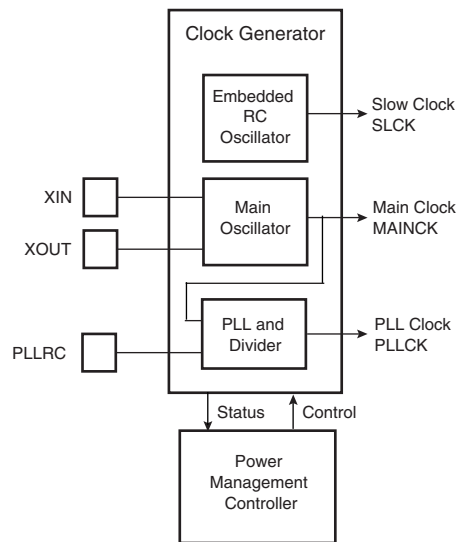 Clock Generator
Embedded
RC
Oscillator
Slow Clock
SLCK
XIN
Main
Oscillator
Main Clock
MAINCK
XOUT
PLL and
Divider
PLL Clock
PLLCK
PLLRC
Status
Control
Power
Management
Controller